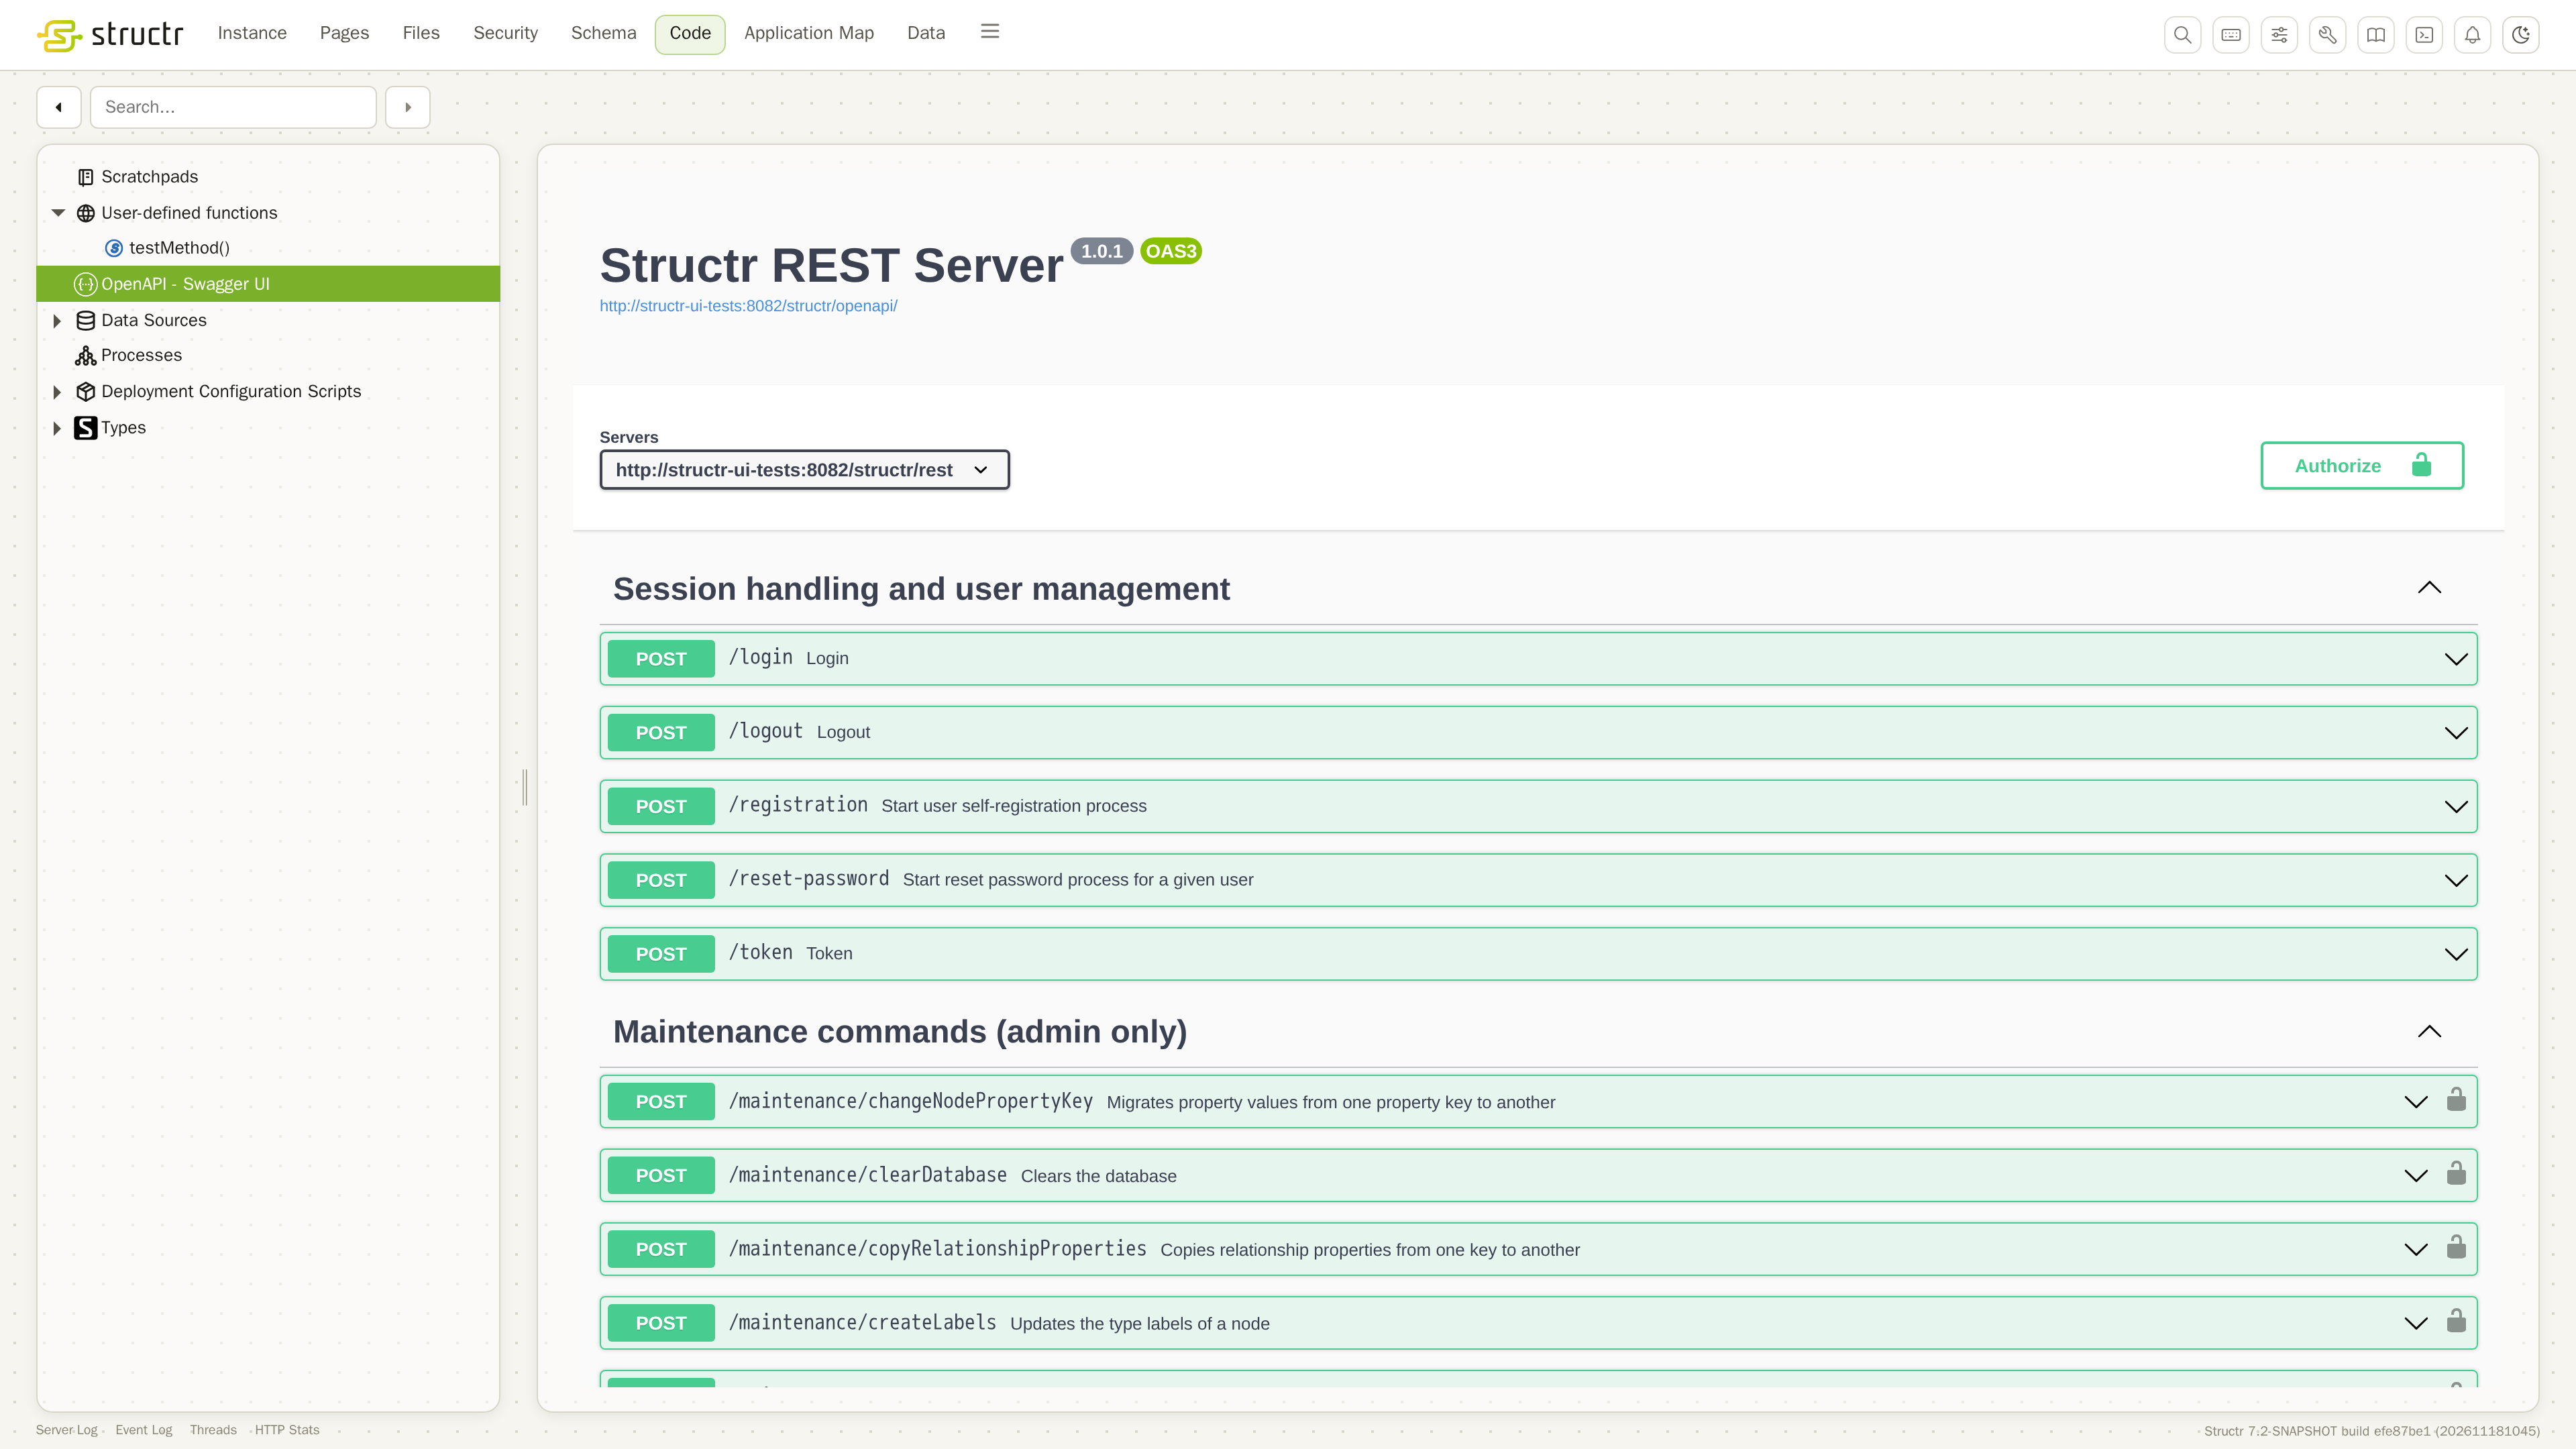 structr
Instance Pages Files Security Schema Code Application Map Data
Search...
Scratchpads
User-defined functions
testMethod()
OpenAPI - Swagger UI
Data Sources
Processes
Deployment Configuration Scripts
Types
Structr REST Server 1.0.1 OAS3
http://structr-ui-tests:8082/structr/openapi/
Servers
http://structr-ui-tests:8082/structr/rest
Authorize
Session handling and user management
POST /login Login
POST /logout Logout
POST /registration Start user self-registration process
POST /reset-password Start reset password process for a given user
POST /token Token
Maintenance commands (admin only)
POST /maintenance/changeNodePropertyKey Migrates property values from one property key to another
POST /maintenance/clearDatabase Clears the database
POST /maintenance/copyRelationshipProperties Copies relationship properties from one key to another
POST /maintenance/createLabels Updates the type labels of a node
Server Log Event Log Threads HTTP Stats
Structr 7.2-SNAPSHOT build efe87be1 (202611181045)